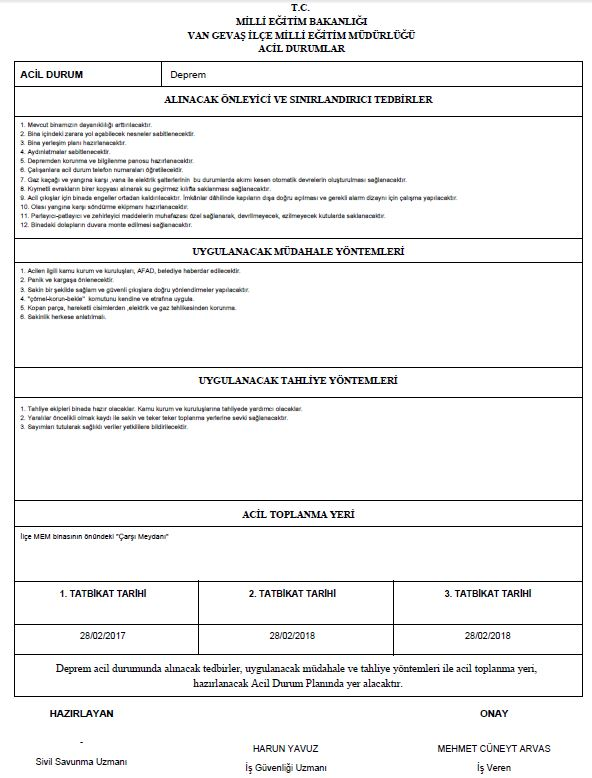 T.C.
MİLLİ EĞİTİM BAKANLIĞI
VAN GEVAŞ İLÇE MİLLİ EĞİTİM MÜDÜRLÜĞÜ
ACİL DURUMLAR
ACİL DURUM Deprem
ALINACAK ÖNLEYİCİ VE SINIRLANDIRICI TEDBİRLER
1. Mevcut binamızın dayanıklılığı arttırılacaktır.
2. Bina içindeki zarara yol açabilecek nesneler sabitlenecektir.
3. Bina yerleşim planı hazırlanacaktır.
4. Aydınlatmalar sabitlenecektir.
5. Depremden korunma ve bilgilenme panosu hazırlanacaktır.
6. Çalışanlara acil durum telefon numaraları öğretilecektir.
7. Gaz kaçağı ve yangına karşı ,vana ile elektrik şalterlerinin bu durumlarda akımı kesen otomatik devrelerin oluşturulması sağlanacaktır.
8. Kıymetli evrakların birer kopyası alınarak su geçirmez kılıfta saklanması sağlanacaktır.
9. Acil çıkışlar için binada engeller ortadan kaldırılacaktır. İmkânlar dâhilinde kapıların dışa doğru açılması ve gerekli alarm dizaynı için çalışma yapılacaktır.
10. Olası yangına karşı söndürme ekipmanı hazırlanacaktır.
11. Parlayıcı-patlayıcı ve zehirleyici maddelerin muhafazası özel sağlanarak, devrilmeyecek, ezilmeyecek kutularda saklanacaktır.
12. Binadaki dolapların duvara monte edilmesi sağlanacaktır.
UYGULANACAK MÜDAHALE YÖNTEMLERİ
1. Acilen ilgili kamu kurum ve kuruluşları, AFAD, belediye haberdar edilecektir.
2. Panik ve kargaşa önlenecektir.
3. Sakin bir şekilde sağlam ve güvenli çıkışlara doğru yönlendirmeler yapılacaktır.
4. "çömel-korun-bekle" komutunu kendine ve etrafına uygula.
5. Kopan parça, hareketli cisimlerden ,elektrik ve gaz tehlikesinden korunma.
6. Sakinlik herkese anlatılmalı.
UYGULANACAK TAHLİYE YÖNTEMLERİ
1. Tahliye ekipleri binada hazır olacaklar. Kamu kurum ve kuruluşlarına tahliyede yardımcı olacaklar.
2. Yaralılar öncelikli olmak kaydı ile sakin ve teker teker toplanma yerlerine sevki sağlanacaktır.
3. Sayımları tutularak sağlıklı veriler yetkililere bildirilecektir.
ACİL TOPLANMA YERİ
İlçe MEM binasının önündeki "Çarşı Meydanı"
1. TATBİKAT TARİHİ 2. TATBİKAT TARİHİ 3. TATBİKAT TARİHİ
28/02/2017 28/02/2018 28/02/2018
Deprem acil durumunda alınacak tedbirler, uygulanacak müdahale ve tahliye yöntemleri ile acil toplanma yeri,
hazırlanacak Acil Durum Planında yer alacaktır.
HAZIRLAYAN ONAY
- HARUN YAVUZ MEHMET CÜNEYT ARVAS
Sivil Savunma Uzmanı İş Güvenliği Uzmanı İş Veren